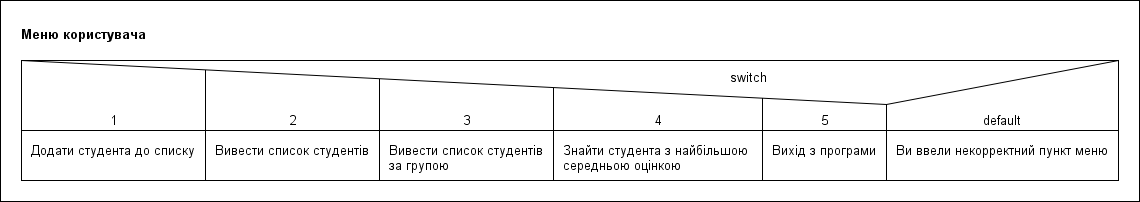 Меню користувача
switch
1
2
3
4
5
default
Додати студента до списку
Вивести список студентів
Вивести список студентів
за групою
Знайти студента з найбільшою
середньою оцінкою
Вихід з програми
Ви ввели некорректний пункт меню